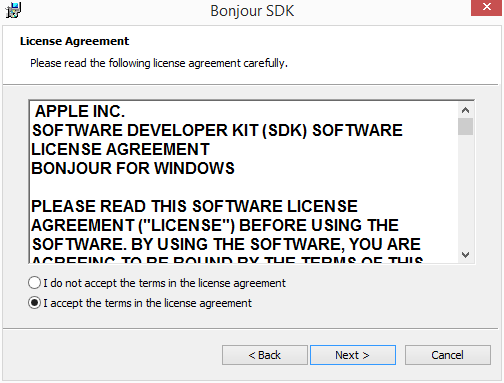 Bonjour SDK
License Agreement
Please read the following license agreement carefully.
APPLE INC.
SOFTWARE DEVELOPER KIT (SDK) SOFTWARE
LICENSE AGREEMENT
BONJOUR FOR WINDOWS
PLEASE READ THIS SOFTWARE LICENSE
AGREEMENT ("LICENSE") BEFORE USING THE
SOFTWARE. BY USING THE SOFTWARE, YOU ARE
AGREEING TO BE BOUND BY THE TERMS OF THIS
I do not accept the terms in the license agreement
I accept the terms in the license agreement
< Back
Next >
Cancel